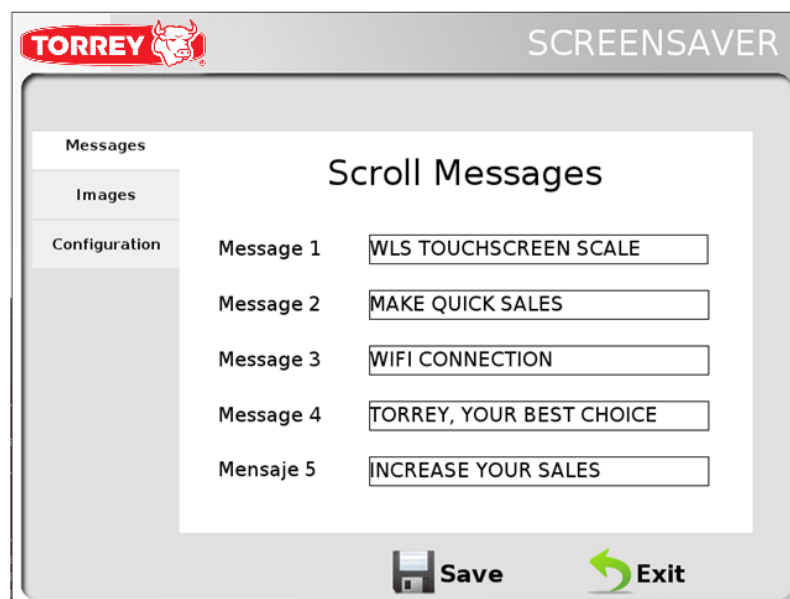 TORREY
SCREENSAVER
Messages
Images
Configuration
Scroll Messages
Message 1 WLS TOUCHSCREEN SCALE
Message 2 MAKE QUICK SALES
Message 3 WIFI CONNECTION
Message 4 TORREY, YOUR BEST CHOICE
Mensaje 5 INCREASE YOUR SALES
Save Exit